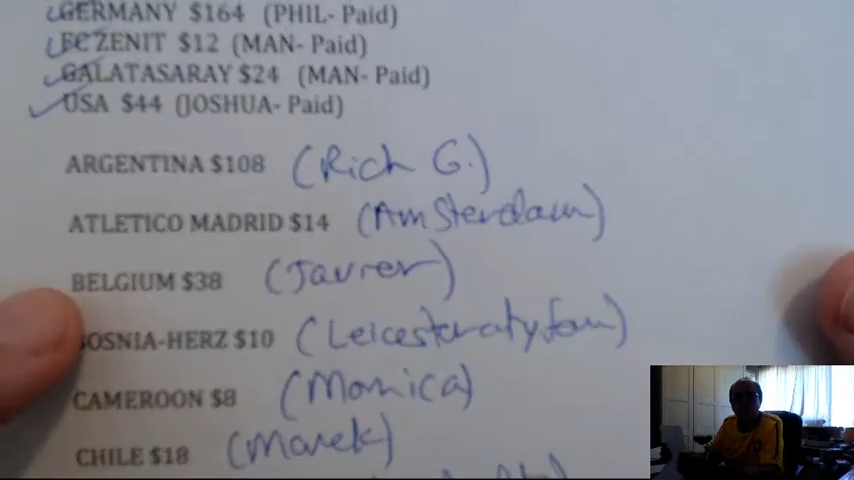 GERMANY $164 (PHIL- Paid)
FC ZENIT $12 (MAN- Paid)
GALATASARAY $24 (MAN- Paid)
USA $44 (JOSHUA- Paid)
ARGENTINA $108 (Rich G.)
ATLETICO MADRID $14 (Amsterdam)
BELGIUM $38 (Javier)
BOSNIA-HERZ $10 (Leicestercityfan)
CAMEROON $8 (Monica)
CHILE $18 (Marek)